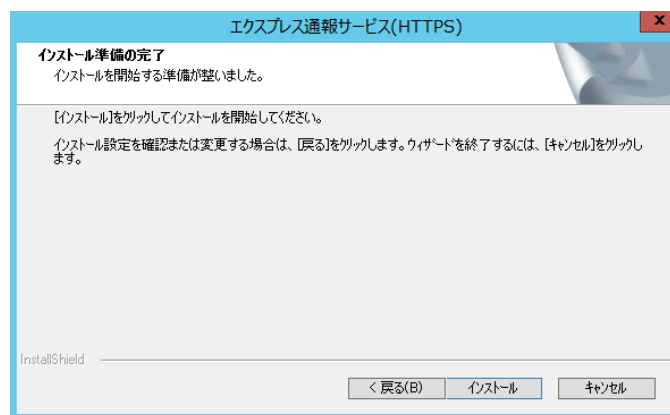 エクスプレス通報サービス(HTTPS)
x
インストール準備の完了
インストールを開始する準備が整いました。
[インストール]をクリックしてインストールを開始してください。
インストール設定を確認または変更する場合は、[戻る]をクリックします。ウィザードを終了するには、[キャンセル]をクリックし
ます。
InstallShield
< 戻る(B)
インストール
キャンセル